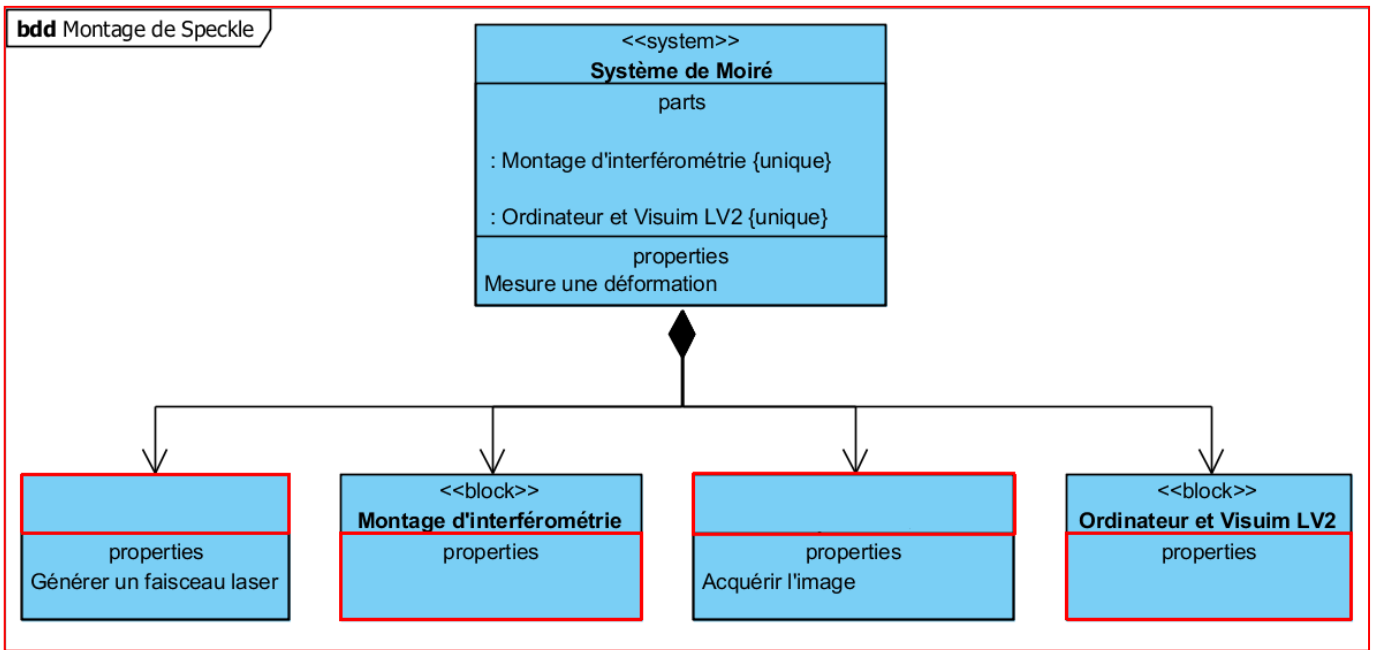 bdd Montage de Speckle
<<system>>
Système de Moiré
parts
: Montage d'interférométrie {unique}
: Ordinateur et Visuim LV2 {unique}
properties
Mesure une déformation
properties
Générer un faisceau laser
<<block>>
Montage d'interférométrie
properties
properties
Acquérir l'image
<<block>>
Ordinateur et Visuim LV2
properties